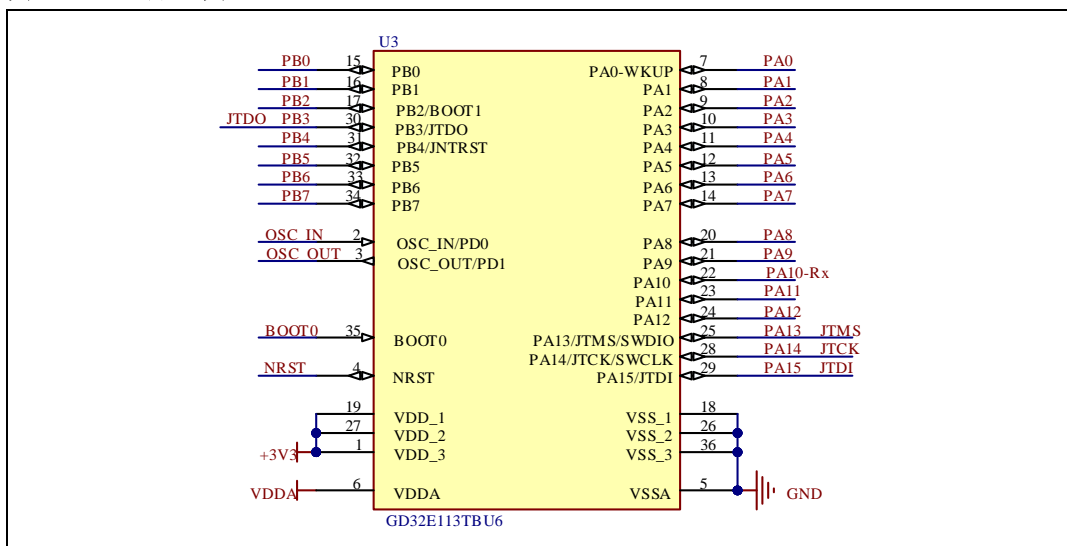 U3
PB0 15 PB0 PA0-WKUP 7 PA0
PB1 16 PB1 PA1 8 PA1
PB2 17 PB2/BOOT1 PA2 9 PA2
JTDO PB3 30 PB3/JTDO PA3 10 PA3
PB4 31 PB4/JNTRST PA4 11 PA4
PB5 32 PB5 PA5 12 PA5
PB6 33 PB6 PA6 13 PA6
PB7 34 PB7 PA7 14 PA7
OSC_IN 2 OSC_IN/PD0 PA8 20 PA8
OSC_OUT 3 OSC_OUT/PD1 PA9 21 PA9
PA10 22 PA10-Rx
PA11 23 PA11
PA12 24 PA12
BOOT0 35 BOOT0 PA13/JTMS/SWDIO 25 PA13 JTMS
PA14/JTCK/SWCLK 28 PA14 JTCK
NRST 4 NRST PA15/JTDI 29 PA15 JTDI
19 VDD_1 VSS_1 18
27 VDD_2 VSS_2 26
+3V3 1 VDD_3 VSS_3 36
VDDA 6 VDDA VSSA 5 GND
GD32E113TBU6